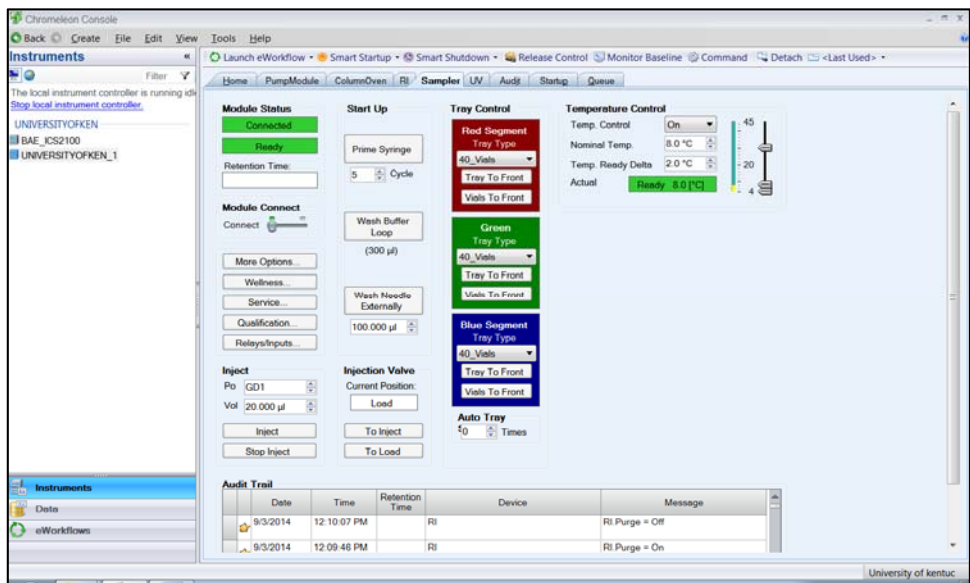 Chromeleon Console
Back Create File Edit View Tools Help
Instruments
Launch eWorkflow Smart Startup Smart Shutdown Release Control Monitor Baseline Command Detach <Last Used>
Filter
The local instrument controller is running idl
Stop local instrument controller.
UNIVERSITYOFKEN
BAE_ICS2100
UNIVERSITYOFKEN_1
Home PumpModule ColumnOven RI Sampler UV Audit Startup Queue
Module Status
Connected
Ready
Retention Time:
Module Connect
Connect
More Options...
Wellness...
Service...
Qualification...
Relays/Inputs...
Inject
Po GD1
Vol 20.000 µl
Inject
Stop Inject
Start Up
Prime Syringe
5 Cycle
Wash Buffer
Loop
(300 µl)
Wash Needle
Externally
100.000 µl
Injection Valve
Current Position:
Load
To Inject
To Load
Tray Control
Red Segment
Tray Type
40_Vials
Tray To Front
Vials To Front
Green
Tray Type
40_Vials
Tray To Front
Vials To Front
Blue Segment
Tray Type
40_Vials
Tray To Front
Vials To Front
Auto Tray
0 Times
Temperature Control
Temp. Control On
Nominal Temp. 8.0 °C
Temp. Ready Delta 2.0 °C
Actual Ready 8.0 [°C]
45
20
4
Audit Trail
Date Time Retention Time Device Message
9/3/2014 12:10:07 PM RI RI.Purge = Off
9/3/2014 12:09:46 PM RI RI.Purge = On
Instruments
Data
eWorkflows
University of kentuc